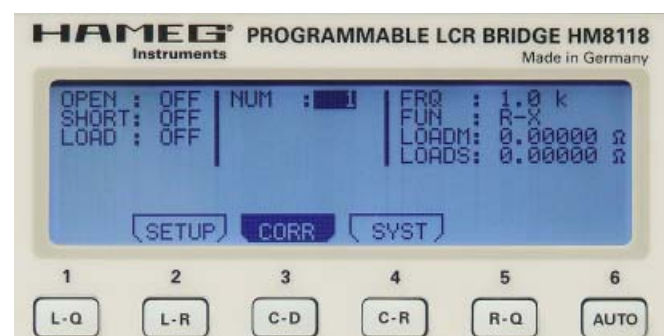 HAMEG® PROGRAMMABLE LCR BRIDGE HM8118
Instruments Made in Germany
OPEN : OFF NUM : 1 FRQ : 1.0 k
SHORT: OFF FUN : R-X
LOAD : OFF LOADM: 0.00000 Ω
LOADS: 0.00000 Ω
SETUP CORR SYST
1 2 3 4 5 6
L-Q L-R C-D C-R R-Q AUTO